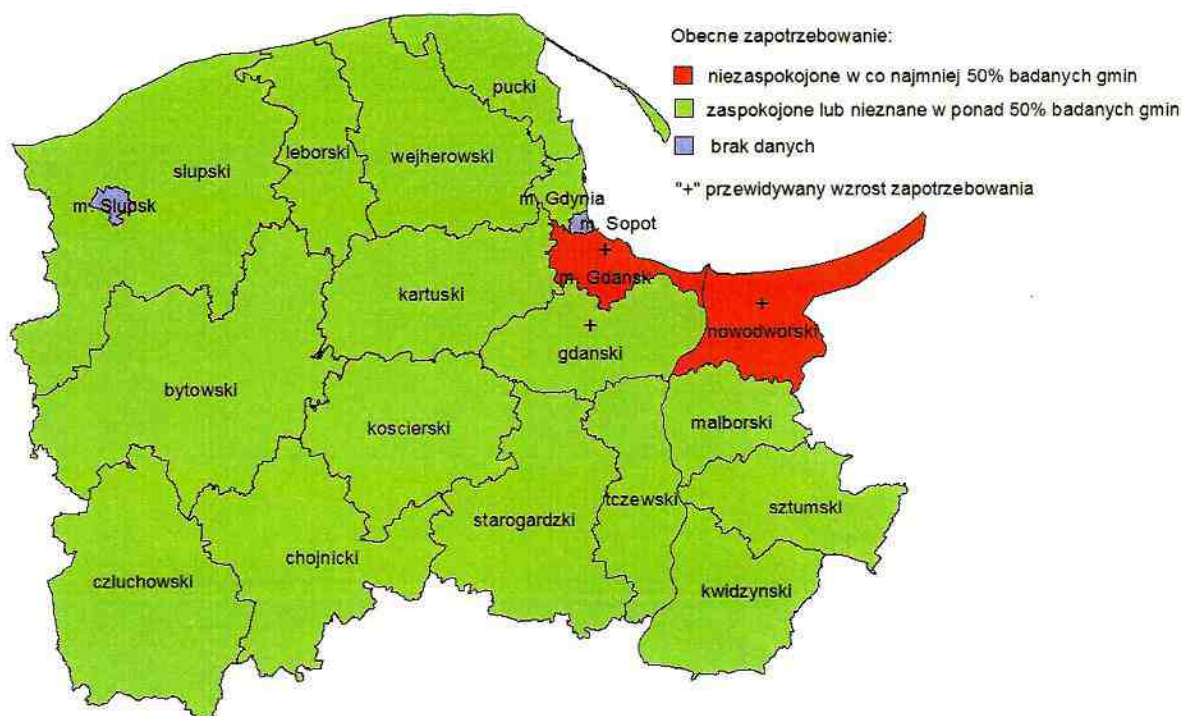 Obecne zapotrzebowanie:
niezaspokojone w co najmniej 50% badanych gmin
zaspokojone lub nieznane w ponad 50% badanych gmin
brak danych
"+" przewidywany wzrost zapotrzebowania
pucki
leborski
wejherowski
slupski
m. Slupsk
m. Gdynia
m. Sopot
+
m. Gdansk
kartuski
+
nowodworski
+
gdanski
bytowski
koscierski
malborski
tczewski
starogardzki
sztumski
chojnicki
człuchowski
kwidzynski